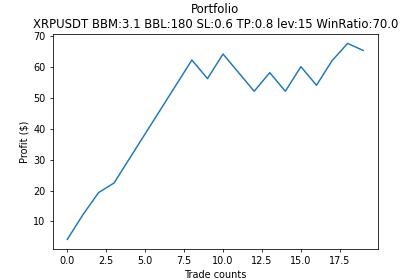 Portfolio
XRPUSDT BBM:3.1 BBL:180 SL:0.6 TP:0.8 lev:15 WinRatio:70.0
70
60
50
40
30
20
10
Profit ($)
0.0 2.5 5.0 7.5 10.0 12.5 15.0 17.5
Trade counts